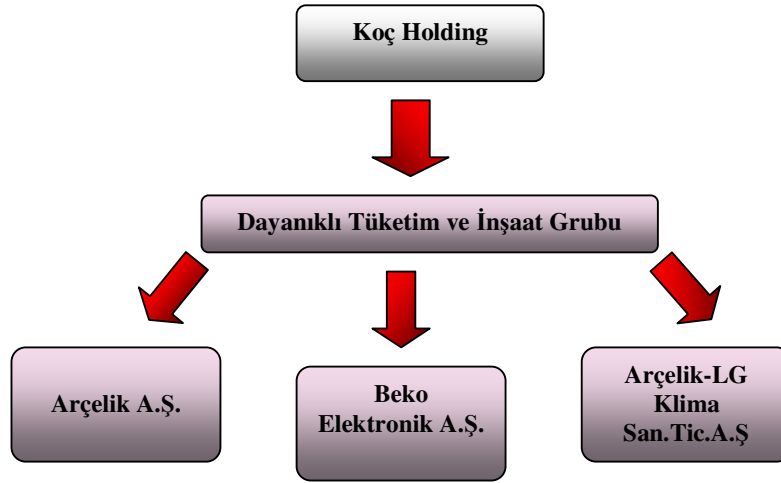 Koç Holding
Dayanıklı Tüketim ve İnşaat Grubu
Arçelik A.Ş.
Beko
Elektronik A.Ş.
Arçelik-LG
Klima
San.Tic.A.Ş